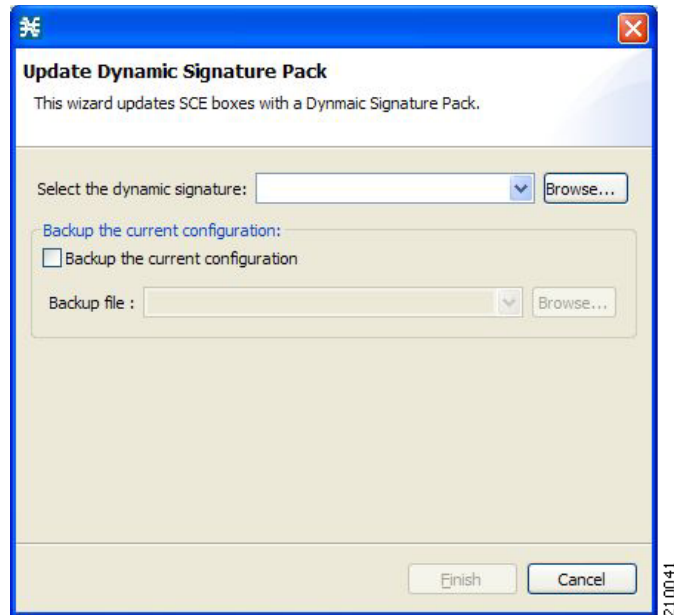 Update Dynamic Signature Pack
This wizard updates SCE boxes with a Dynmaic Signature Pack.
Select the dynamic signature:
Browse...
Backup the current configuration:
Backup the current configuration
Backup file :
Browse...
Finish
Cancel
210041